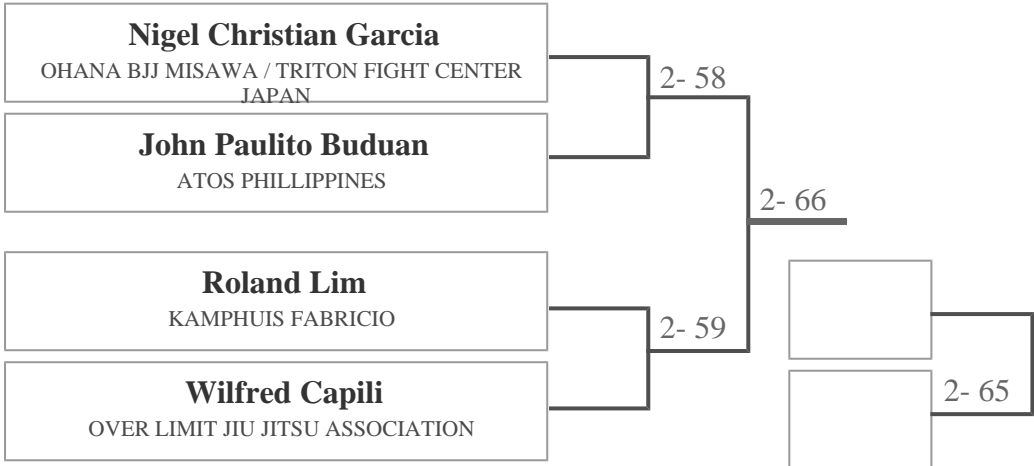 Nigel Christian Garcia
OHANA BJJ MISAWA / TRITON FIGHT CENTER
JAPAN
2- 58
John Paulito Buduan
ATOS PHILLIPPINES
2- 66
Roland Lim
KAMPHUIS FABRICIO
2- 59
Wilfred Capili
OVER LIMIT JIU JITSU ASSOCIATION
2- 65